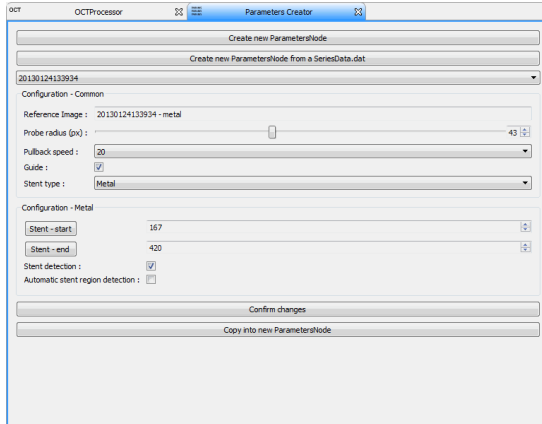 OCT OCTProcessor Parameters Creator
Create new ParametersNode
Create new ParametersNode from a SeriesData.dat
20130124133934
Configuration - Common
Reference Image : 20130124133934 - metal
Probe radius (px) : 43
Pullback speed : 20
Guide :
Stent type : Metal
Configuration - Metal
Stent - start 167
Stent - end 420
Stent detection :
Automatic stent region detection :
Confirm changes
Copy into new ParametersNode